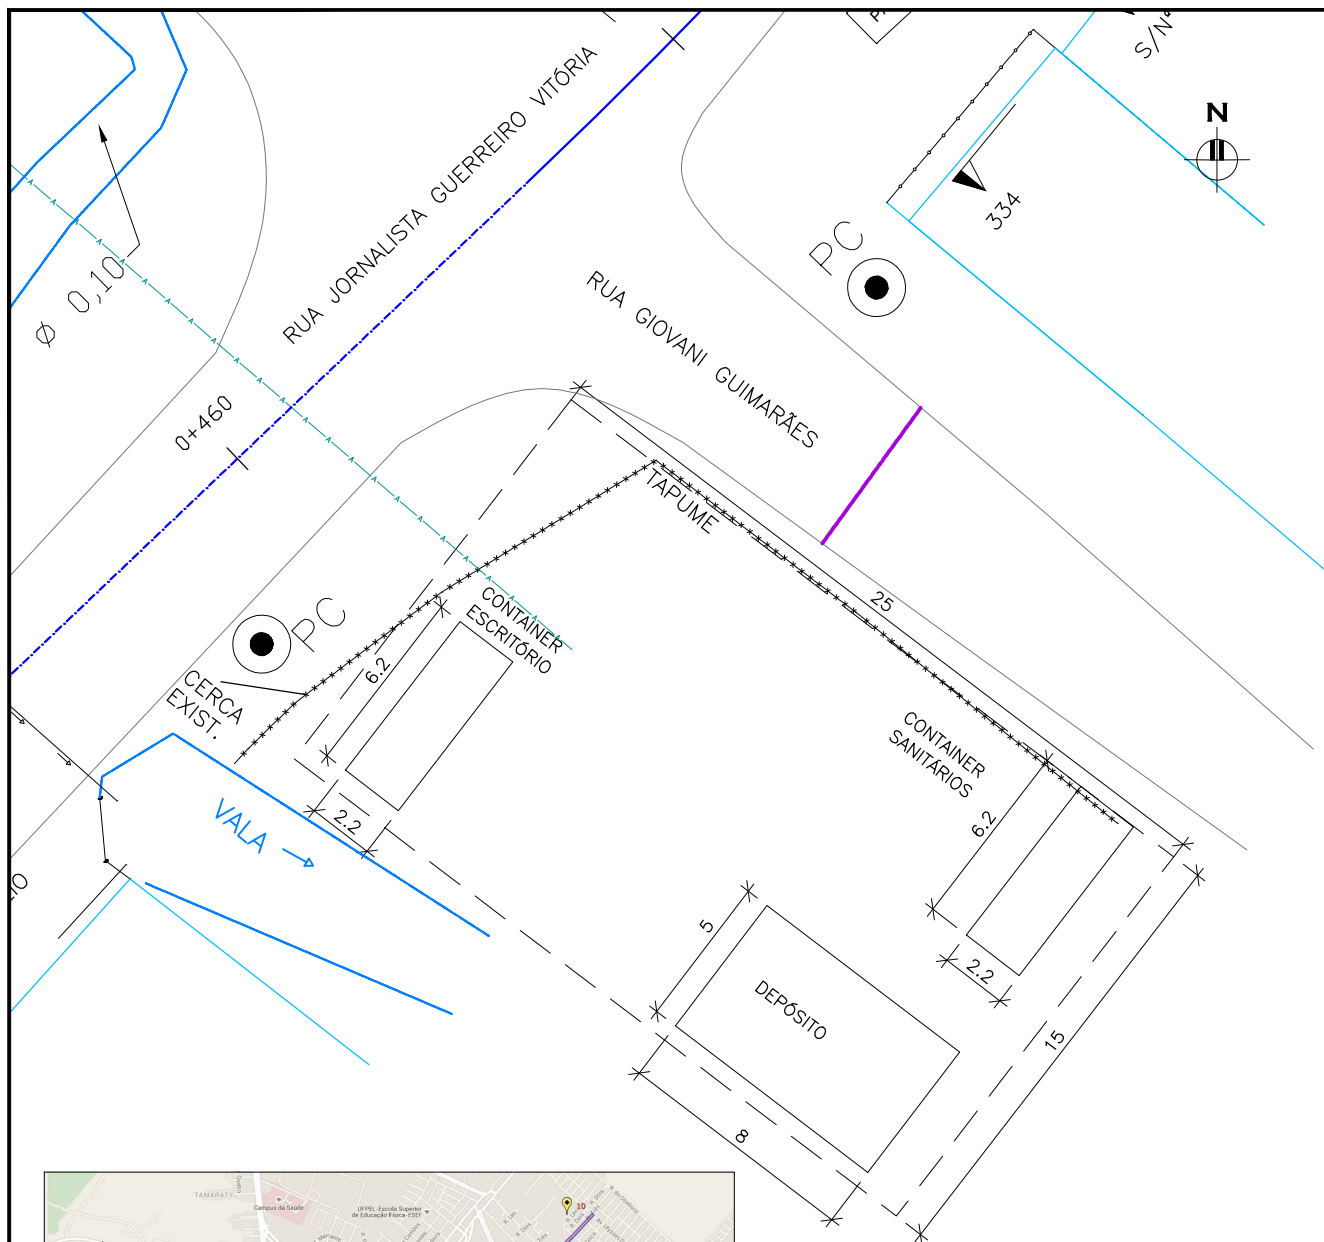 S/Nº
N
RUA JORNALISTA GUERREIRO VITÓRIA
334
PC
Ø 0,10
RUA GIOVANI GUIMARÃES
0+460
TAPUME
25
CONTAINER
ESCRITÓRIO
PC
6.2
CERCA
EXIST.
CONTAINER
SANITÁRIOS
VALA
2.2
6.2
5
2.2
DEPÓSITO
15
8
TAMARATY
Campus da Saúde
UFPEL -Escola Superior
de Educação Física -ESEF
10